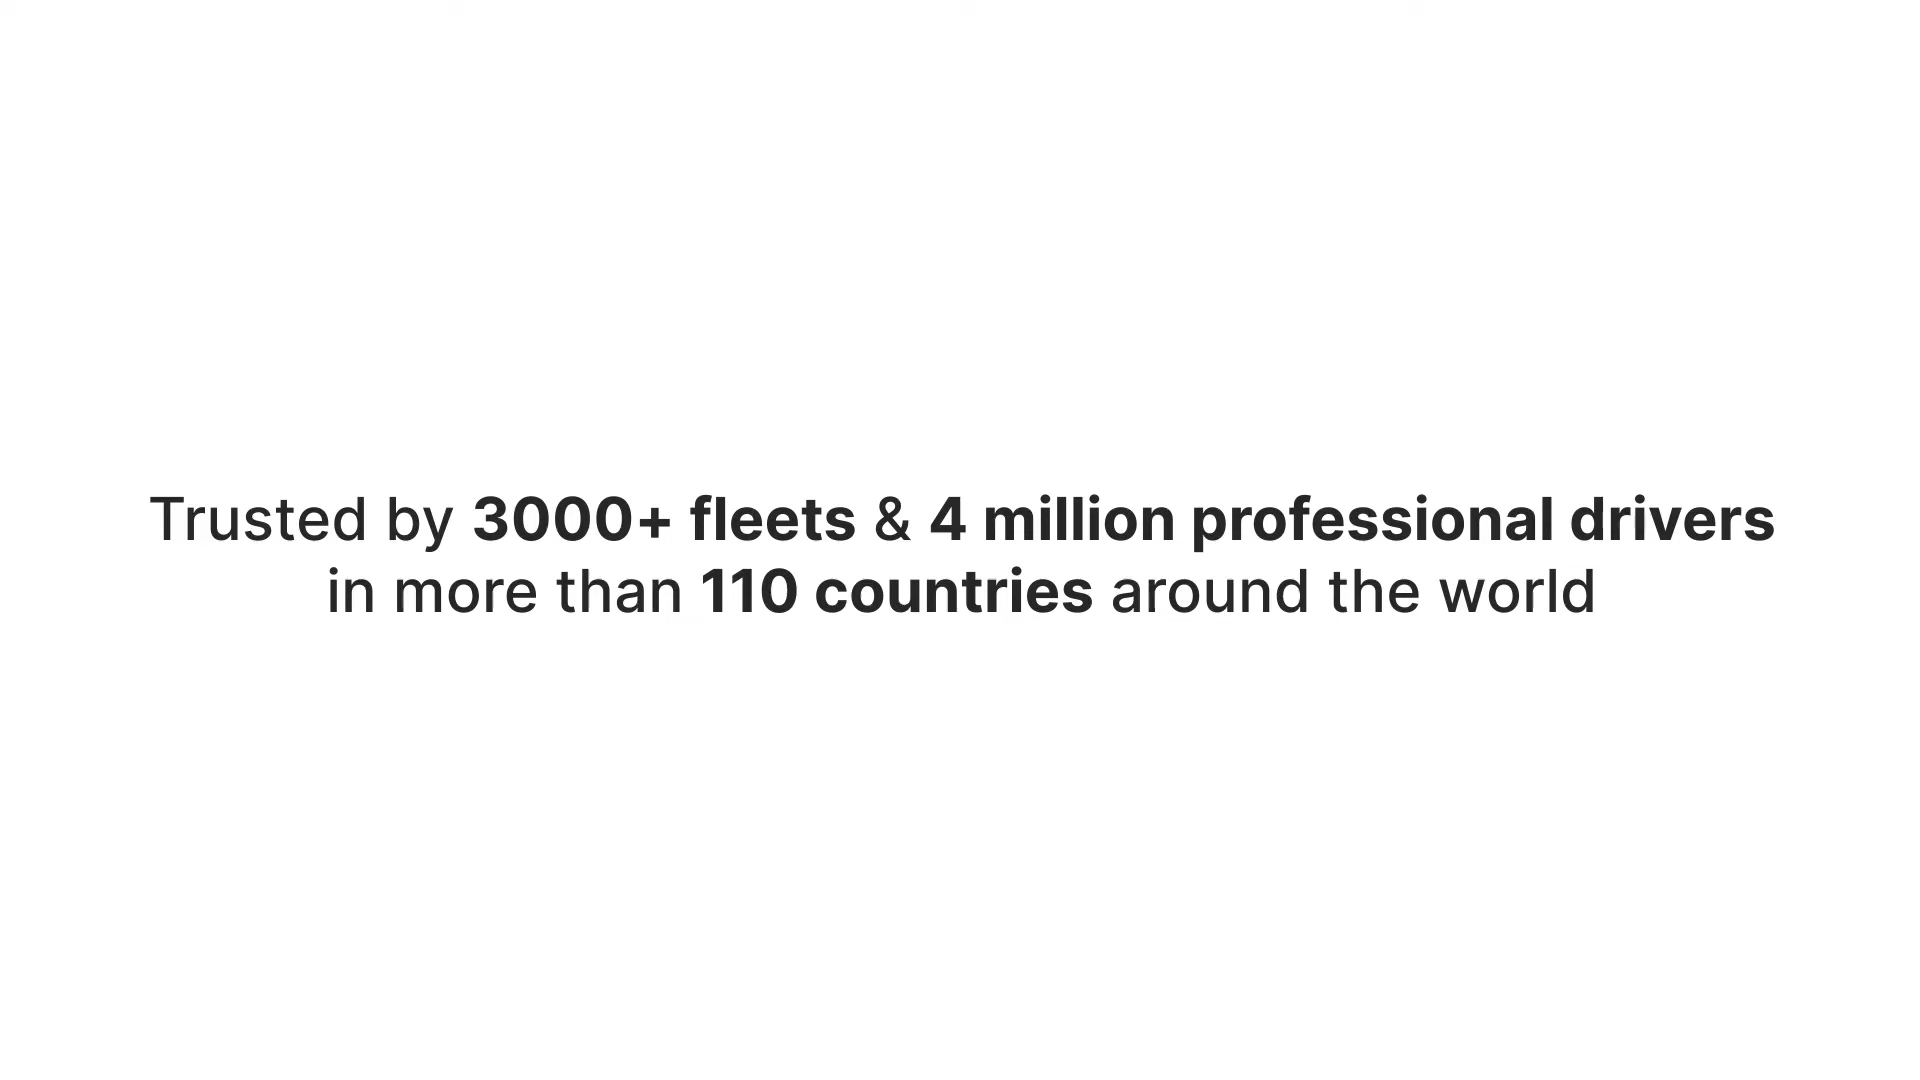 Trusted by 3000+ fleets & 4 million professional drivers
in more than 110 countries around the world